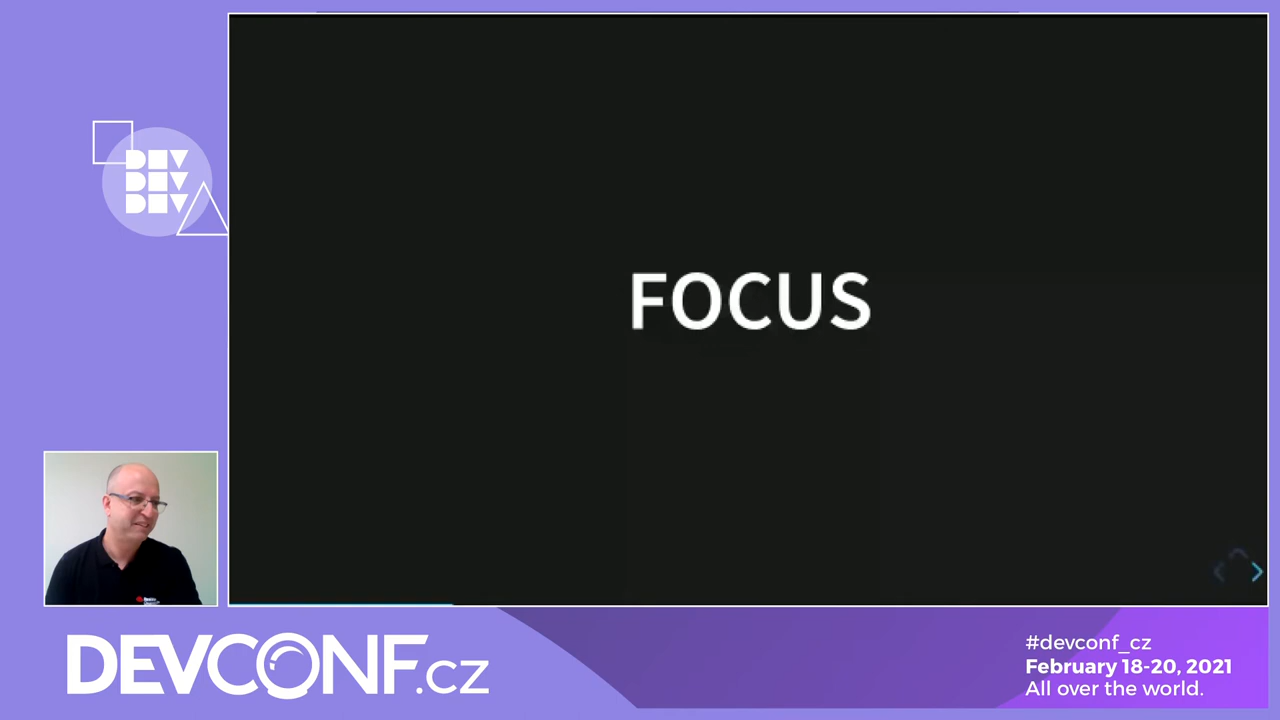 DEV
DEV
DEV
FOCUS
DEVCONF.cz
#devconf_cz
February 18-20, 2021
All over the world.